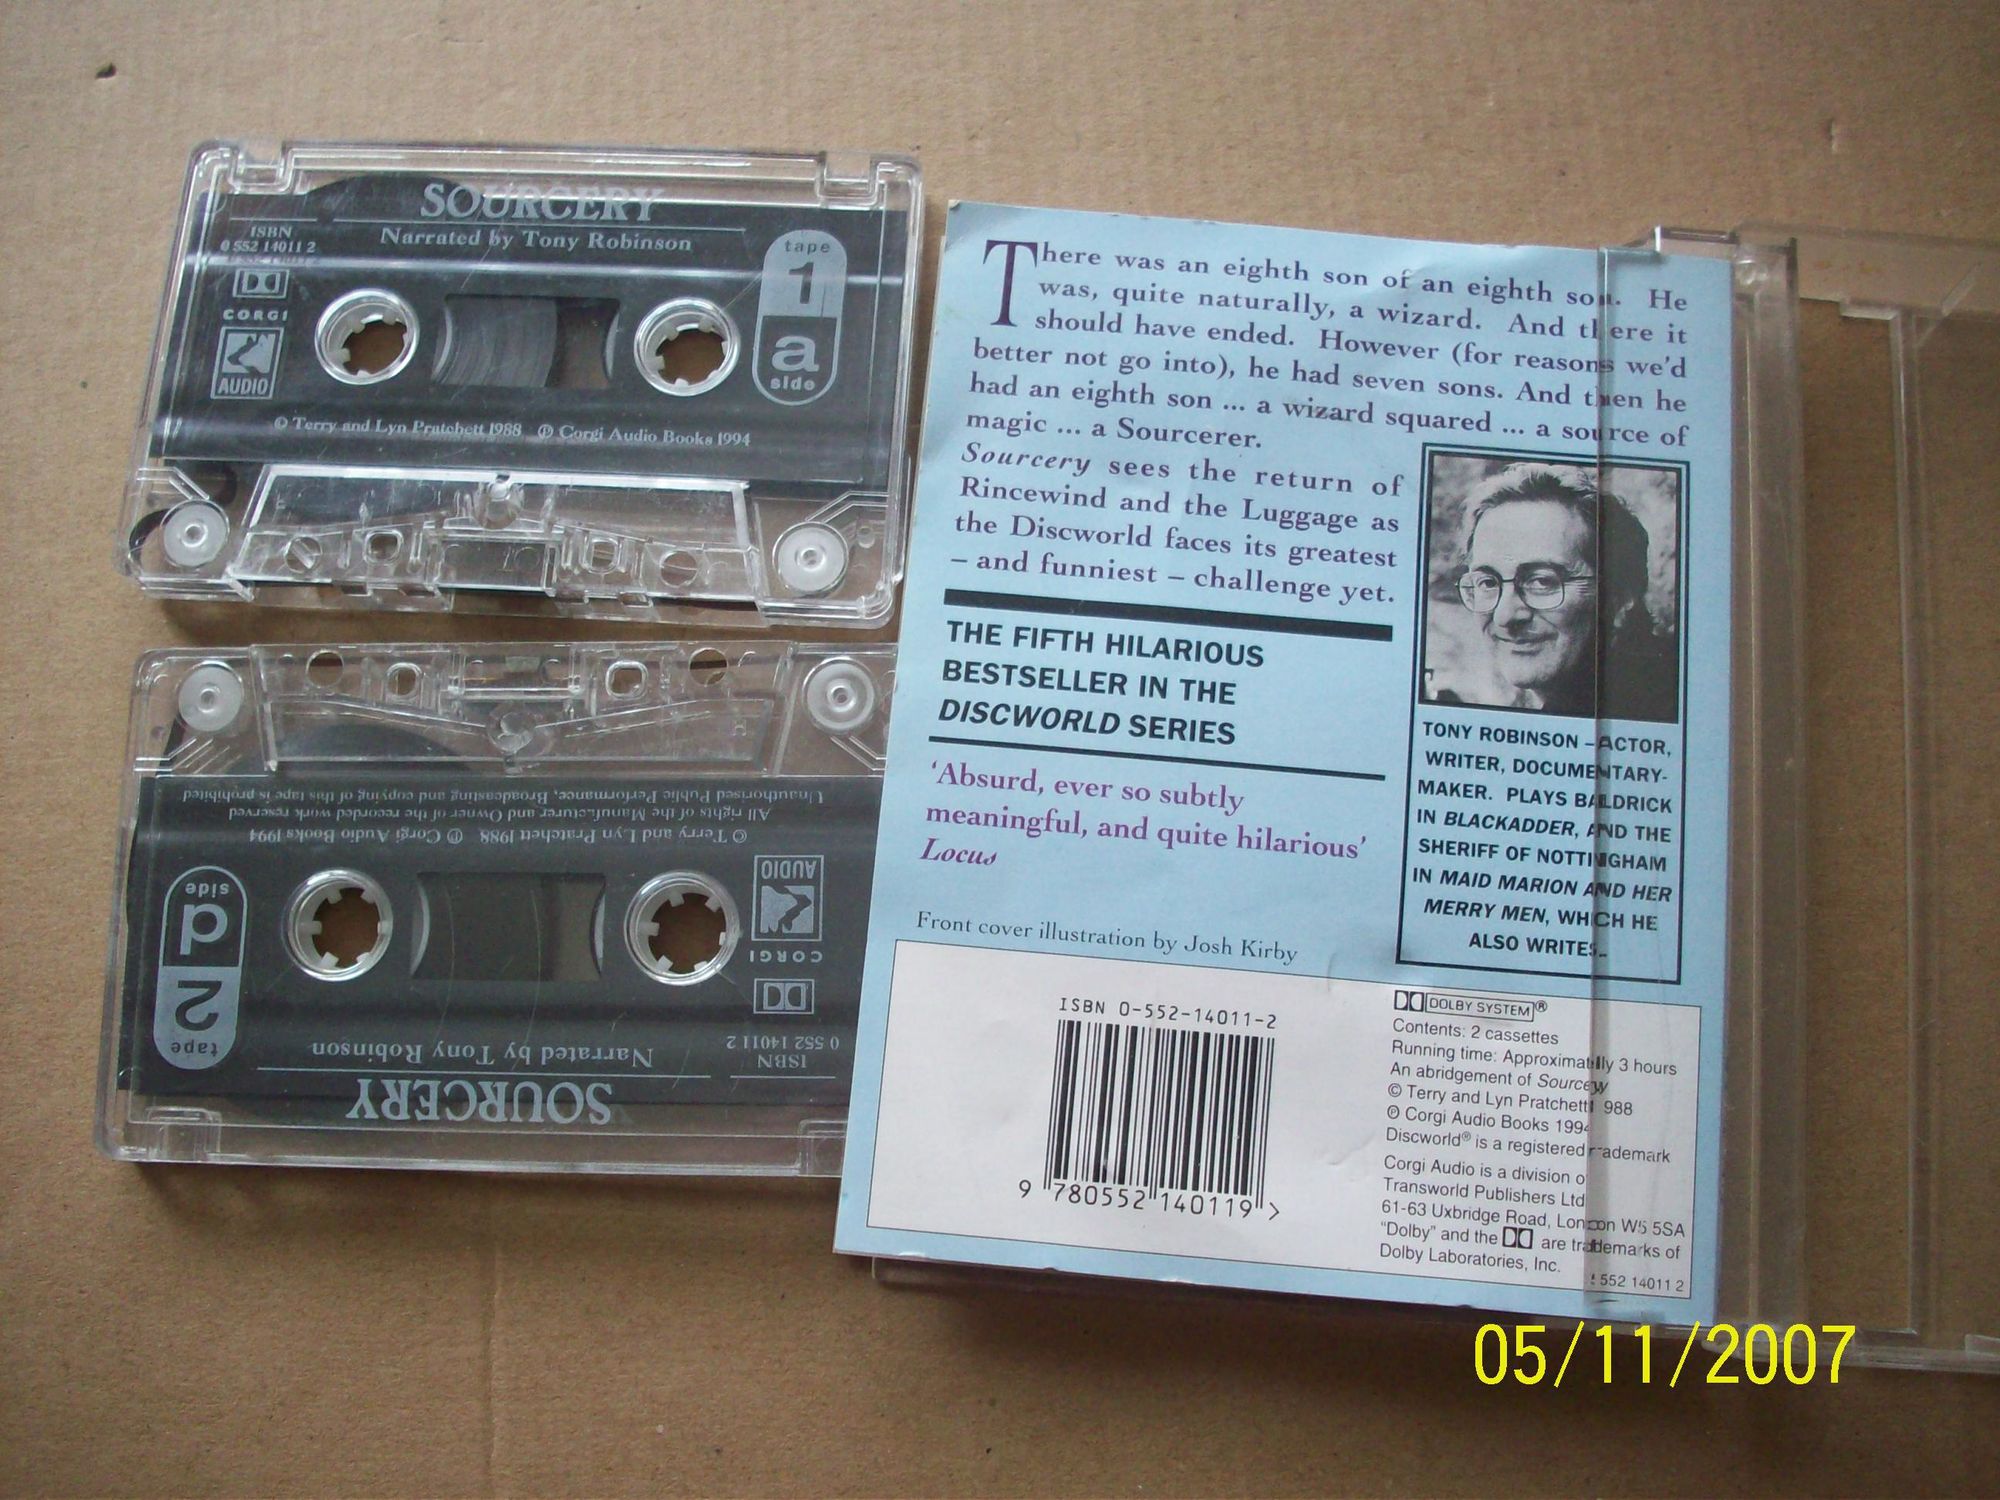 SOURCERY
Narrated by Tony Robinson
ISBN
0 552 14011 2
CORGI
AUDIO
tape
1
a
side
© Terry and Lyn Pratchett 1988 ℗ Corgi Audio Books 1994
SOURCERY
Narrated by Tony Robinson
ISBN
0 552 14011 2
CORGI
AUDIO
tape
2
d
side
© Terry and Lyn Pratchett 1988 ℗ Corgi Audio Books 1994
All rights of the Manufacturer and Owner of the recorded work reserved
Unauthorised Public Performance, Broadcasting and copying of this tape is prohibited
There was an eighth son of an eighth son. He
was, quite naturally, a wizard. And there it
should have ended. However (for reasons we'd
better not go into), he had seven sons. And then he
had an eighth son ... a wizard squared ... a source of
magic ... a Sourcerer.
Sourcery sees the return of
Rincewind and the Luggage as
the Discworld faces its greatest
– and funniest – challenge yet.
THE FIFTH HILARIOUS
BESTSELLER IN THE
DISCWORLD SERIES
'Absurd, ever so subtly
meaningful, and quite hilarious'
Locus
Front cover illustration by Josh Kirby
TONY ROBINSON – ACTOR,
WRITER, DOCUMENTARY-
MAKER. PLAYS BALDRICK
IN BLACKADDER, AND THE
SHERIFF OF NOTTINGHAM
IN MAID MARION AND HER
MERRY MEN, WHICH HE
ALSO WRITES.
ISBN 0-552-14011-2
9 780552 140119 >
DOLBY SYSTEM®
Contents: 2 cassettes
Running time: Approximatlly 3 hours
An abridgement of Sourcery
© Terry and Lyn Pratchett 1988
℗ Corgi Audio Books 1994
Discworld® is a registered trademark
Corgi Audio is a division of
Transworld Publishers Ltd
61-63 Uxbridge Road, London W5 5SA
"Dolby" and the are trademarks of
Dolby Laboratories, Inc.
552 14011 2
05/11/2007